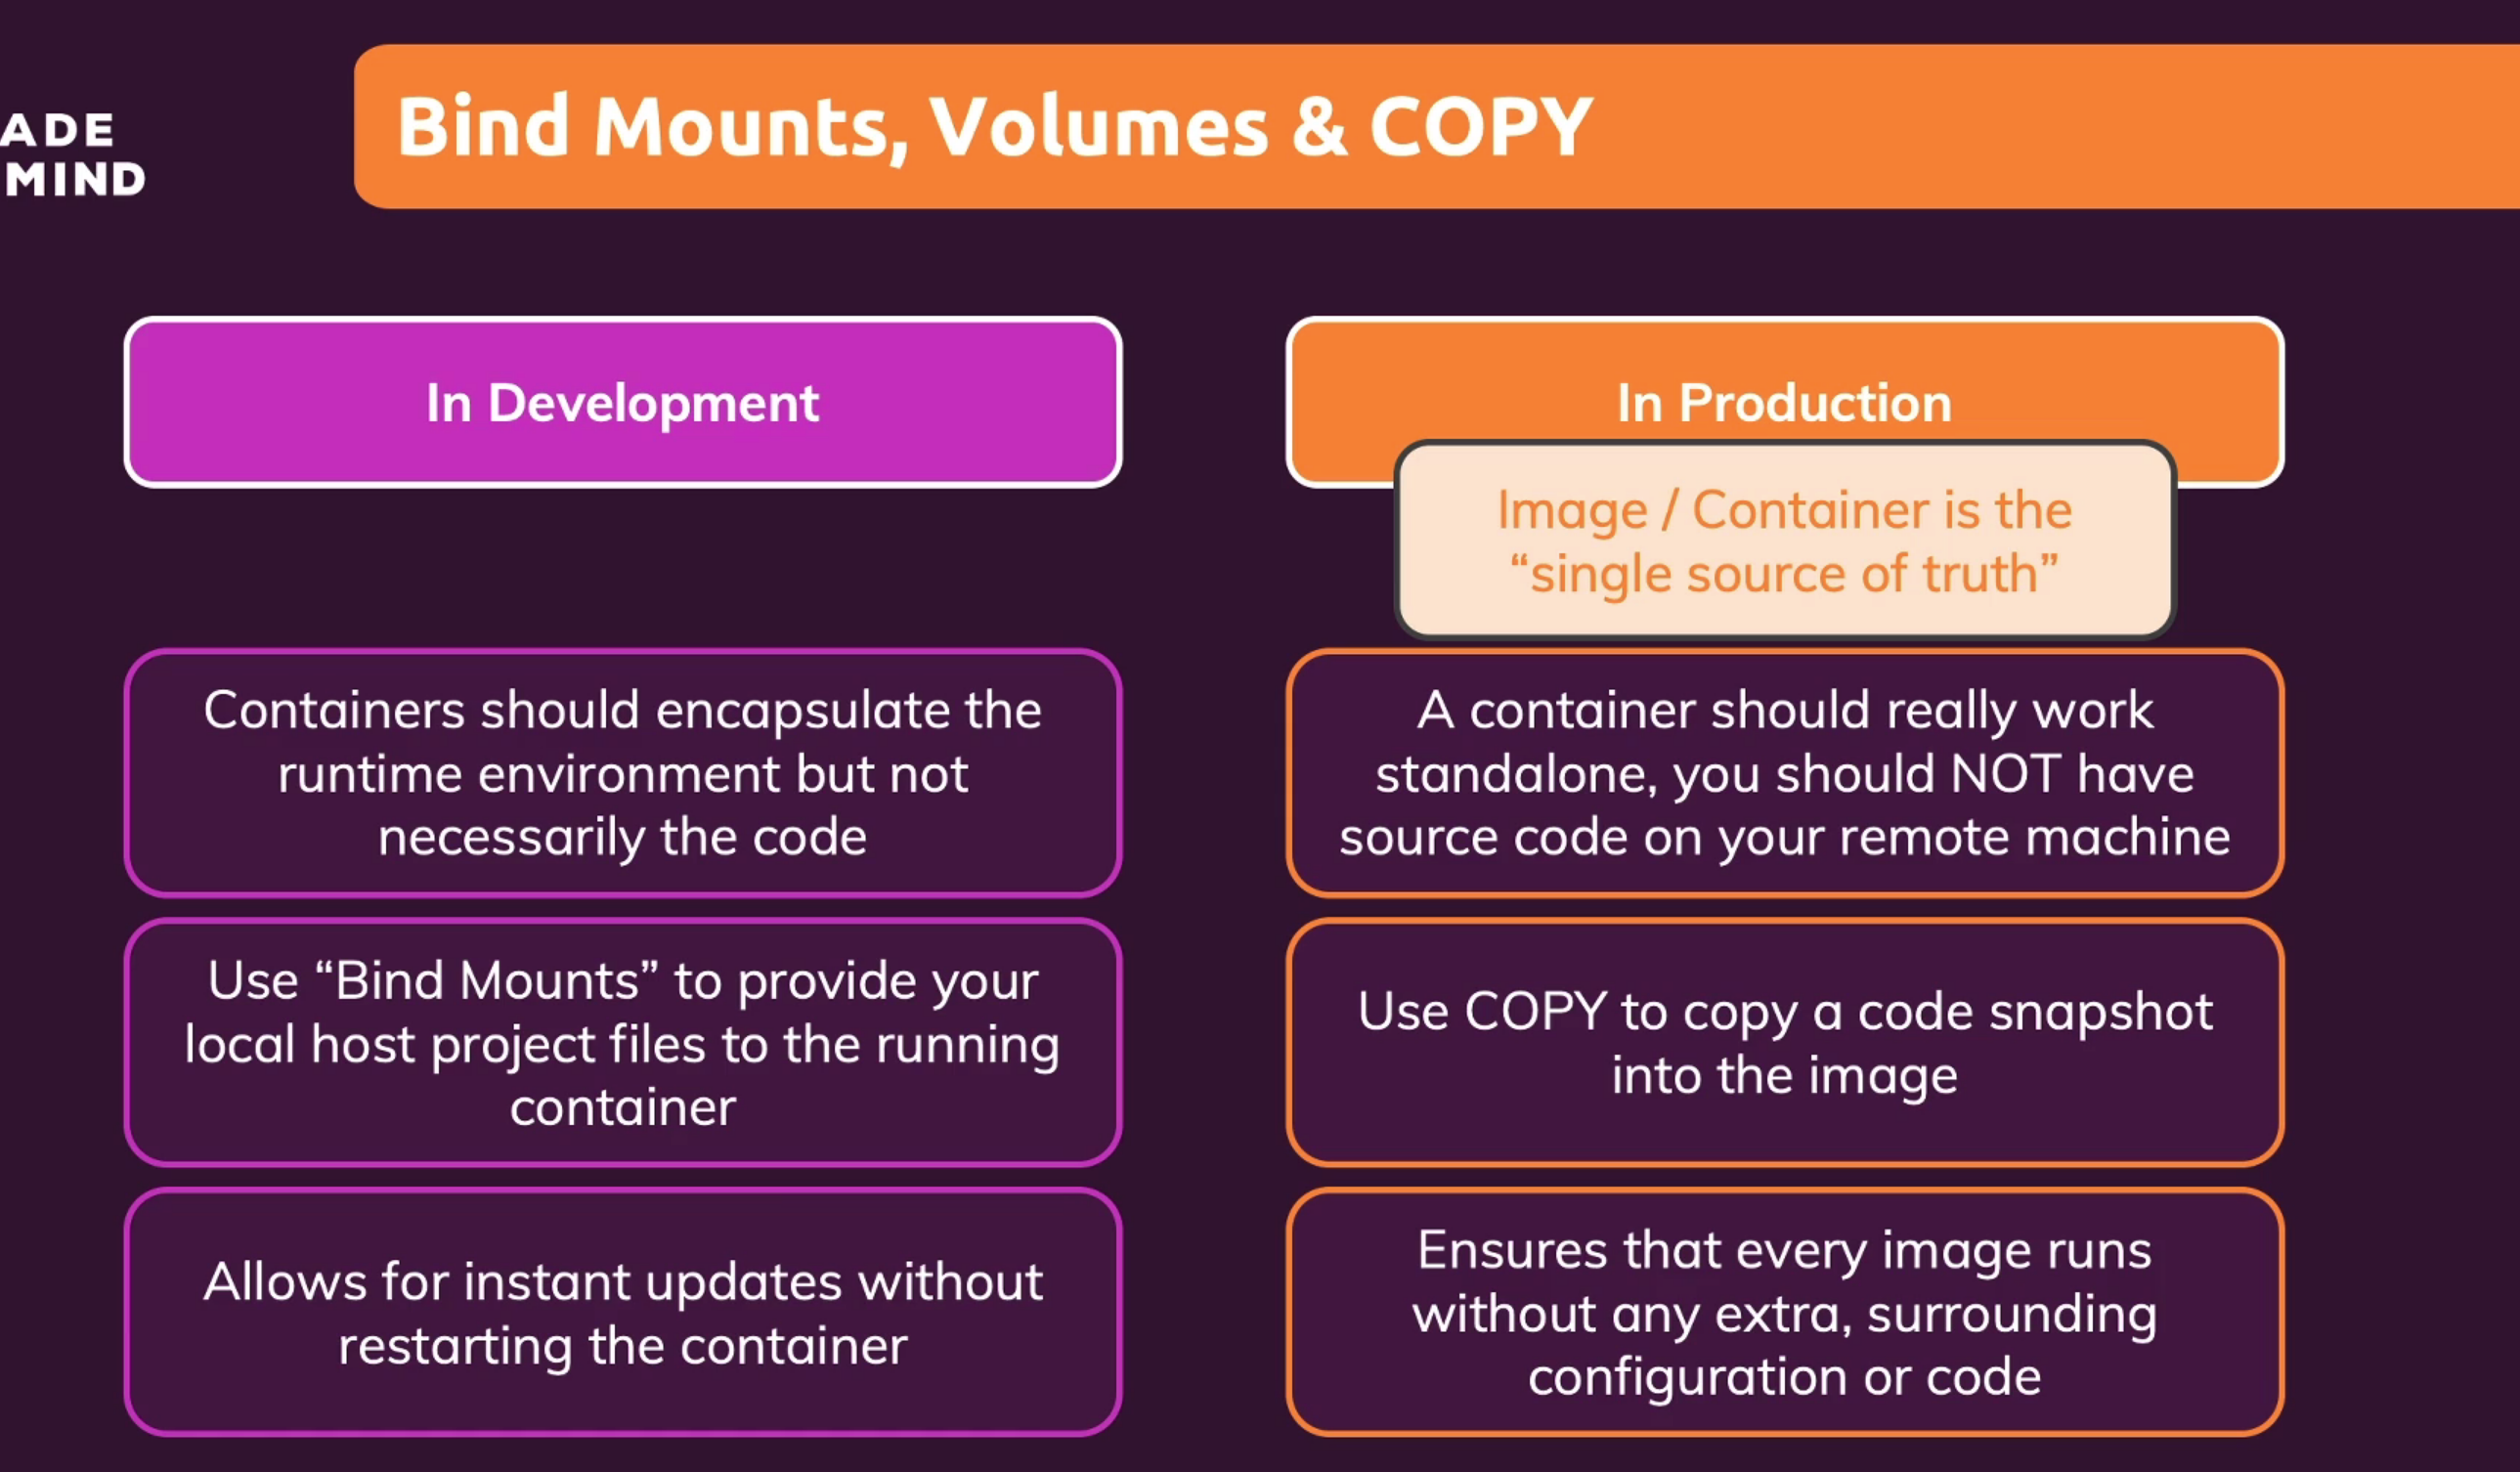 ADE
MIND
Bind Mounts, Volumes & COPY
In Development
Containers should encapsulate the
runtime environment but not
necessarily the code
Use “Bind Mounts” to provide your
local host project files to the running
container
Allows for instant updates without
restarting the container
In Production
Image / Container is the
“single source of truth”
A container should really work
standalone, you should NOT have
source code on your remote machine
Use COPY to copy a code snapshot
into the image
Ensures that every image runs
without any extra, surrounding
configuration or code